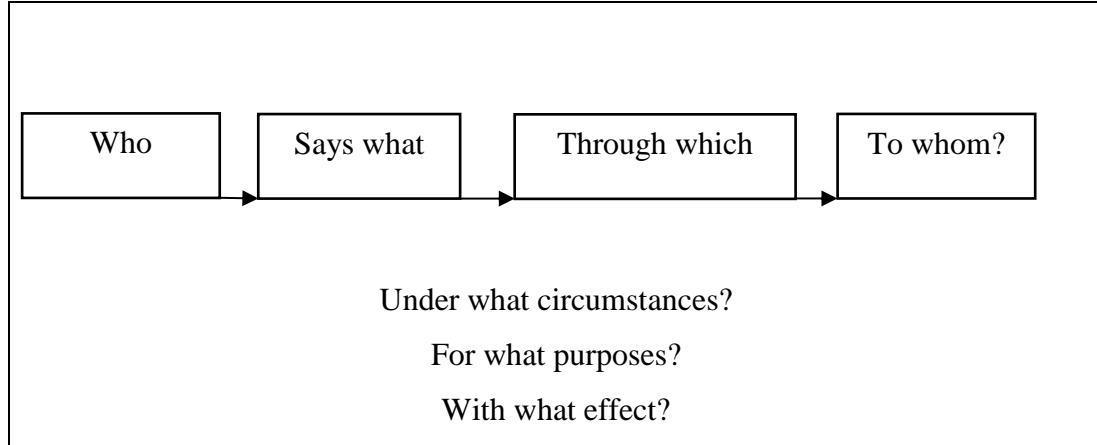 Who
Says what
Through which
To whom?
Under what circumstances?
For what purposes?
With what effect?